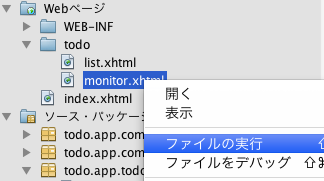 Webページ
WEB-INF
todo
list.xhtml
monitor.xhtml
index.xhtml
開く
表示
ソース・パッケー
todo.app.com
ファイルの実行 ⇧
todo.app.com
ファイルをデバッグ ⇧⌘
todo.app.todo